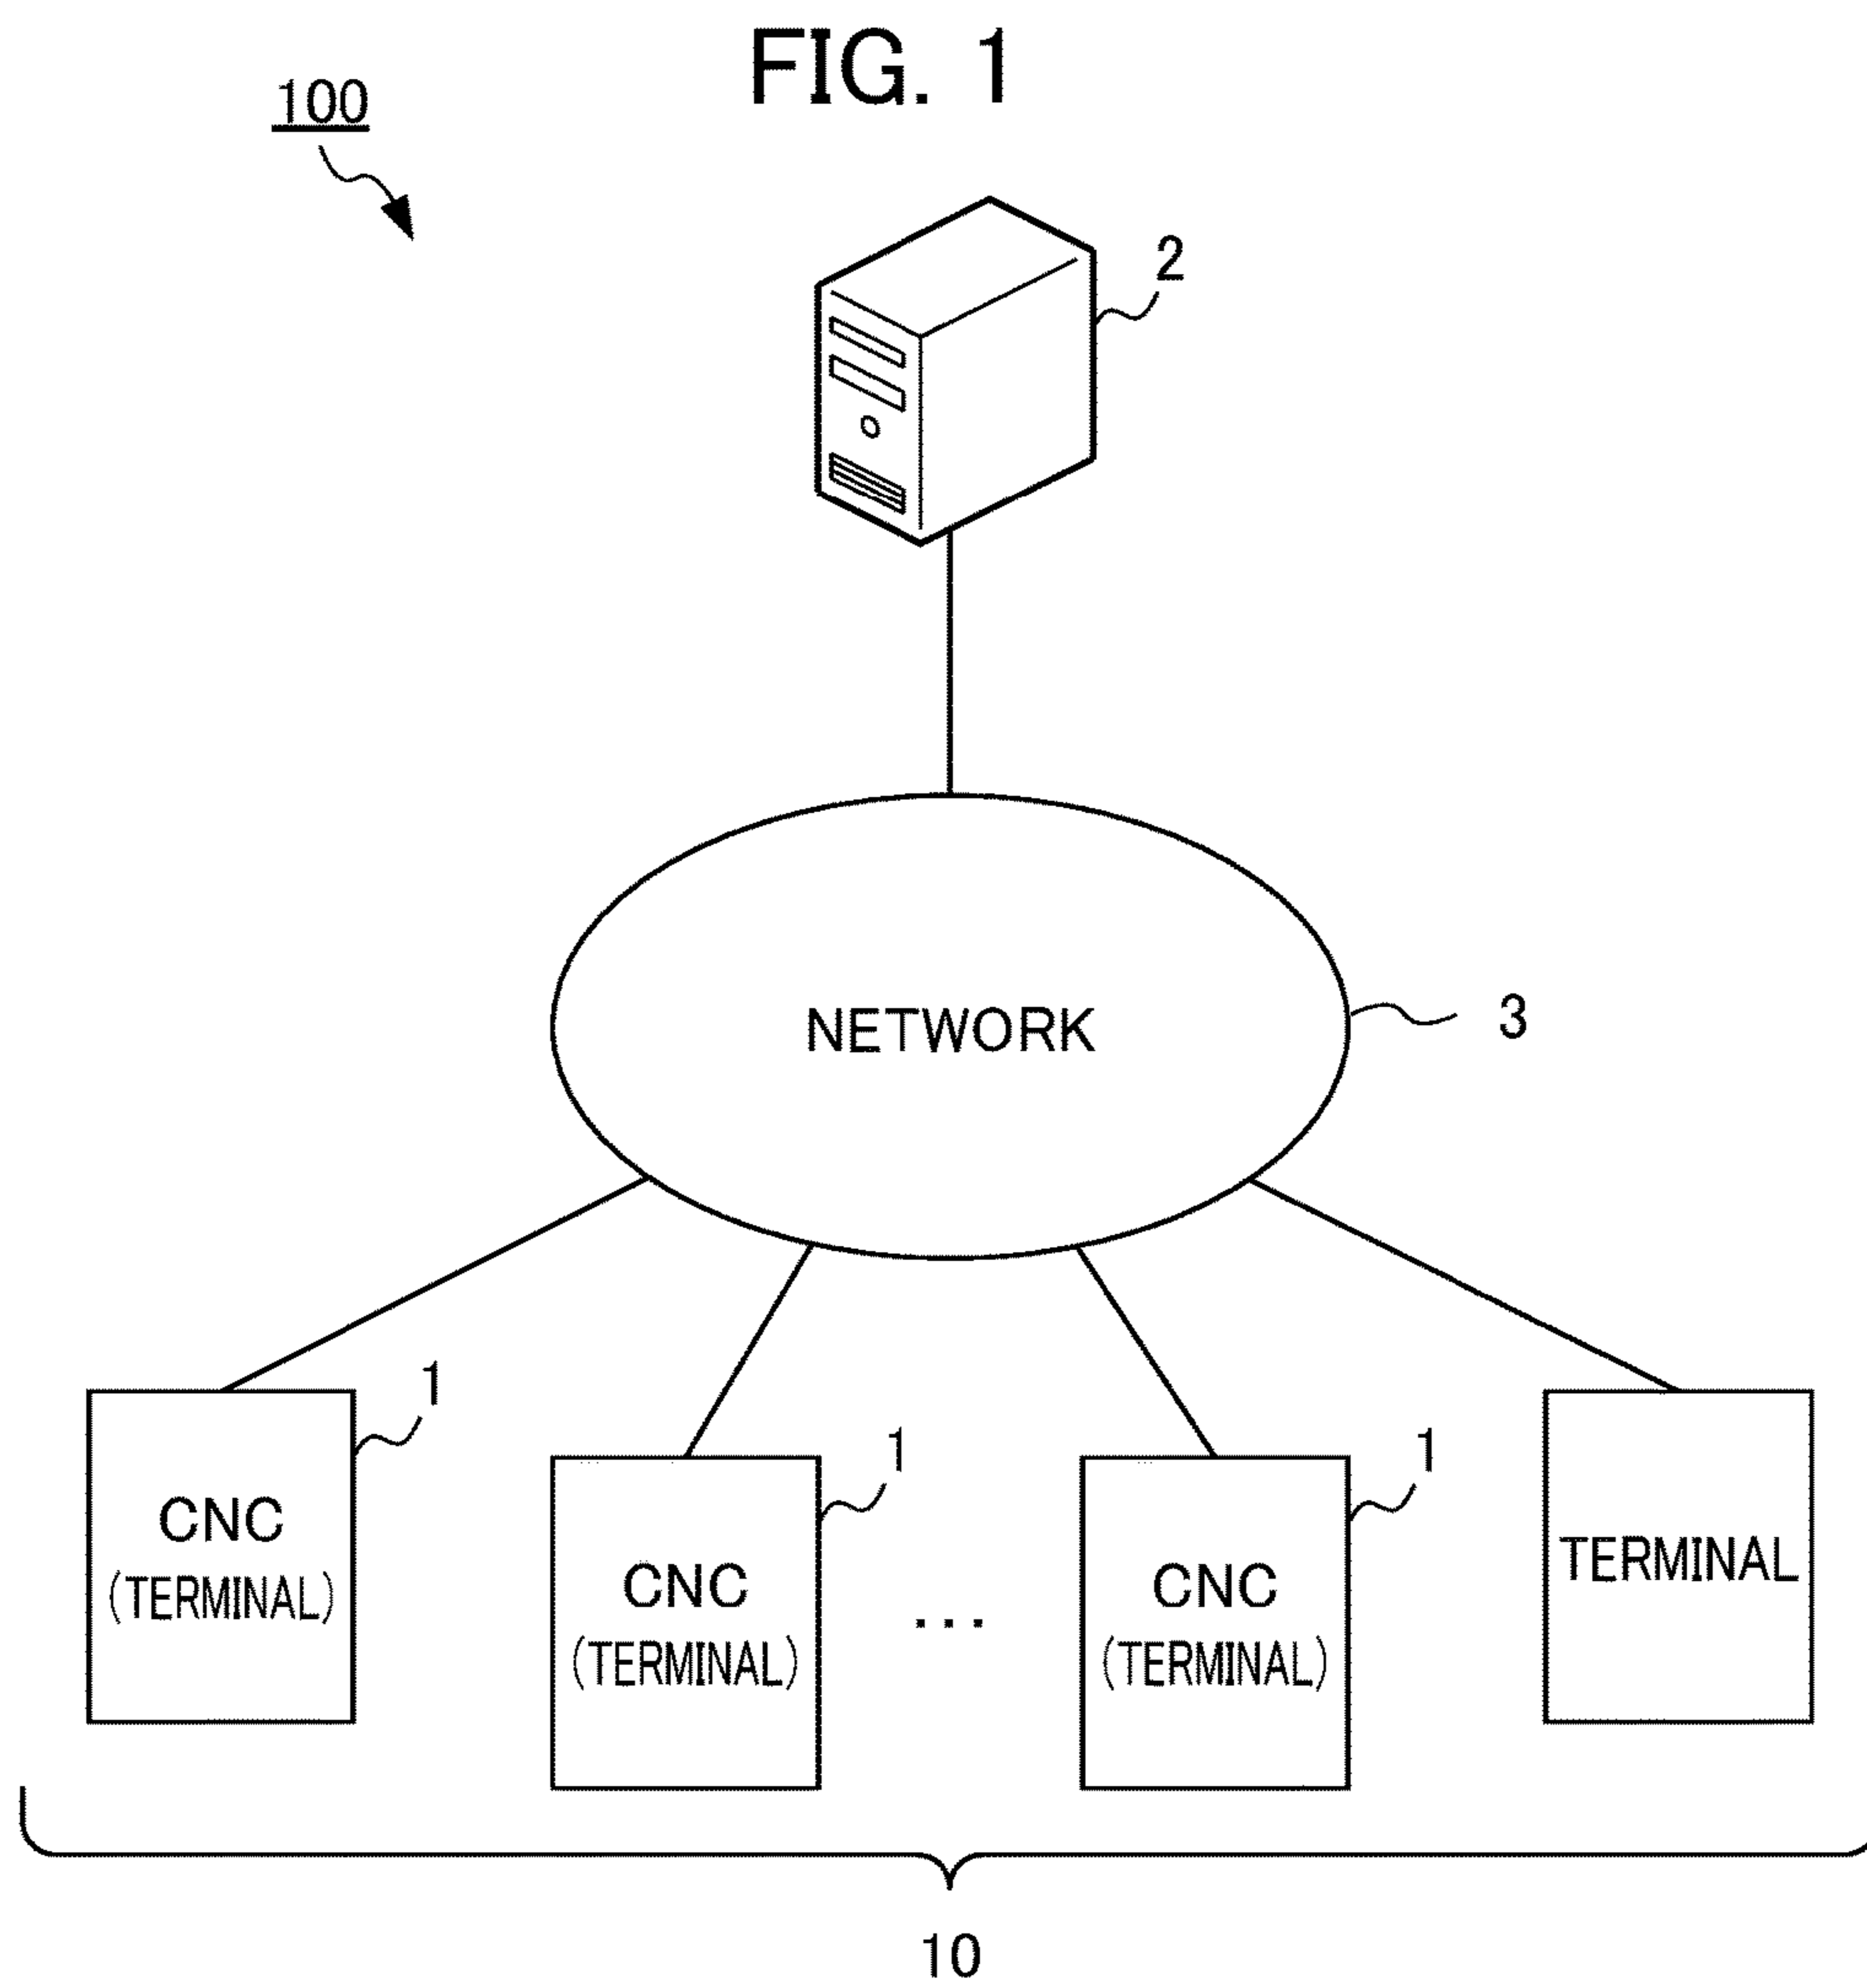 FIG. 1
100
2
NETWORK
3
1
CNC
(TERMINAL)
1
CNC
(TERMINAL)
...
1
CNC
(TERMINAL)
TERMINAL
10